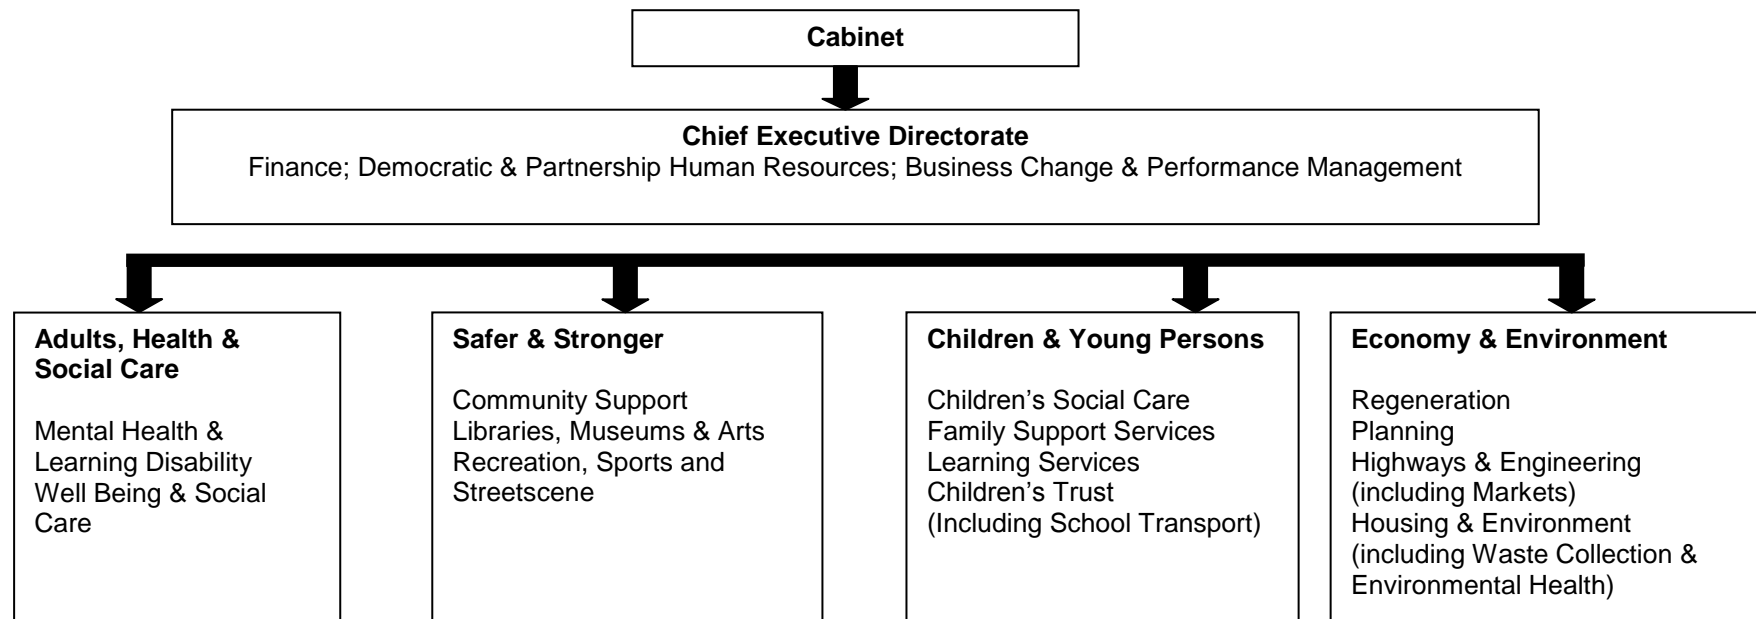 Cabinet
Chief Executive Directorate
Finance; Democratic & Partnership Human Resources; Business Change & Performance Management
Adults, Health &
Social Care
Mental Health &
Learning Disability
Well Being & Social
Care
Safer & Stronger
Community Support
Libraries, Museums & Arts
Recreation, Sports and
Streetscene
Children & Young Persons
Children’s Social Care
Family Support Services
Learning Services
Children’s Trust
(Including School Transport)
Economy & Environment
Regeneration
Planning
Highways & Engineering
(including Markets)
Housing & Environment
(including Waste Collection &
Environmental Health)